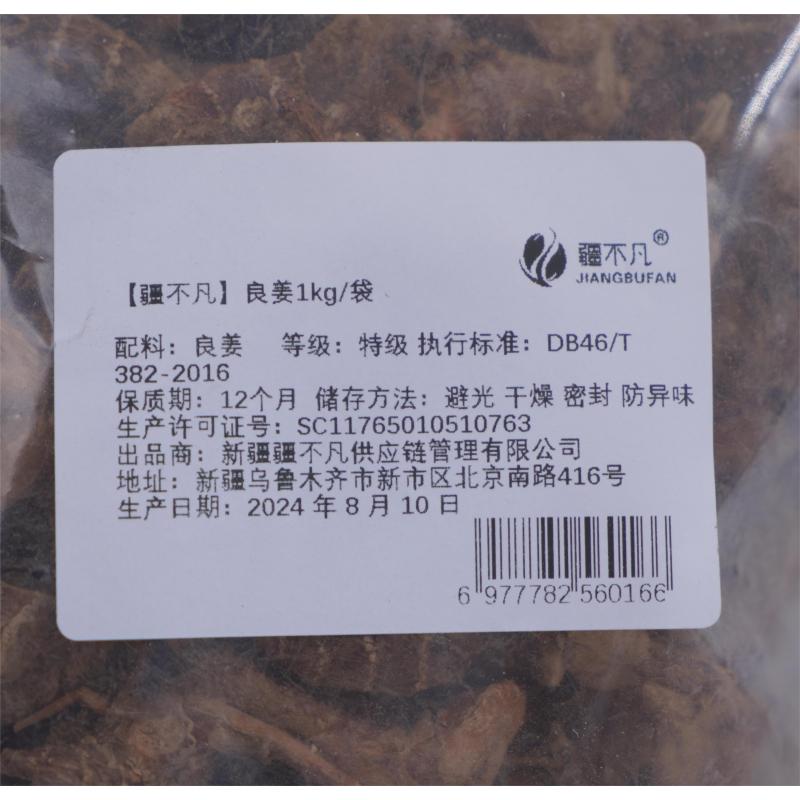 疆不凡®
JIANGBUFAN
【疆不凡】良姜1kg/袋
配料：良姜 等级：特级 执行标准：DB46/T
382-2016
保质期：12个月 储存方法：避光 干燥 密封 防异味
生产许可证号：SC11765010510763
出品商：新疆疆不凡供应链管理有限公司
地址：新疆乌鲁木齐市新市区北京南路416号
生产日期：2024 年 8 月 10 日
6 977782 560166